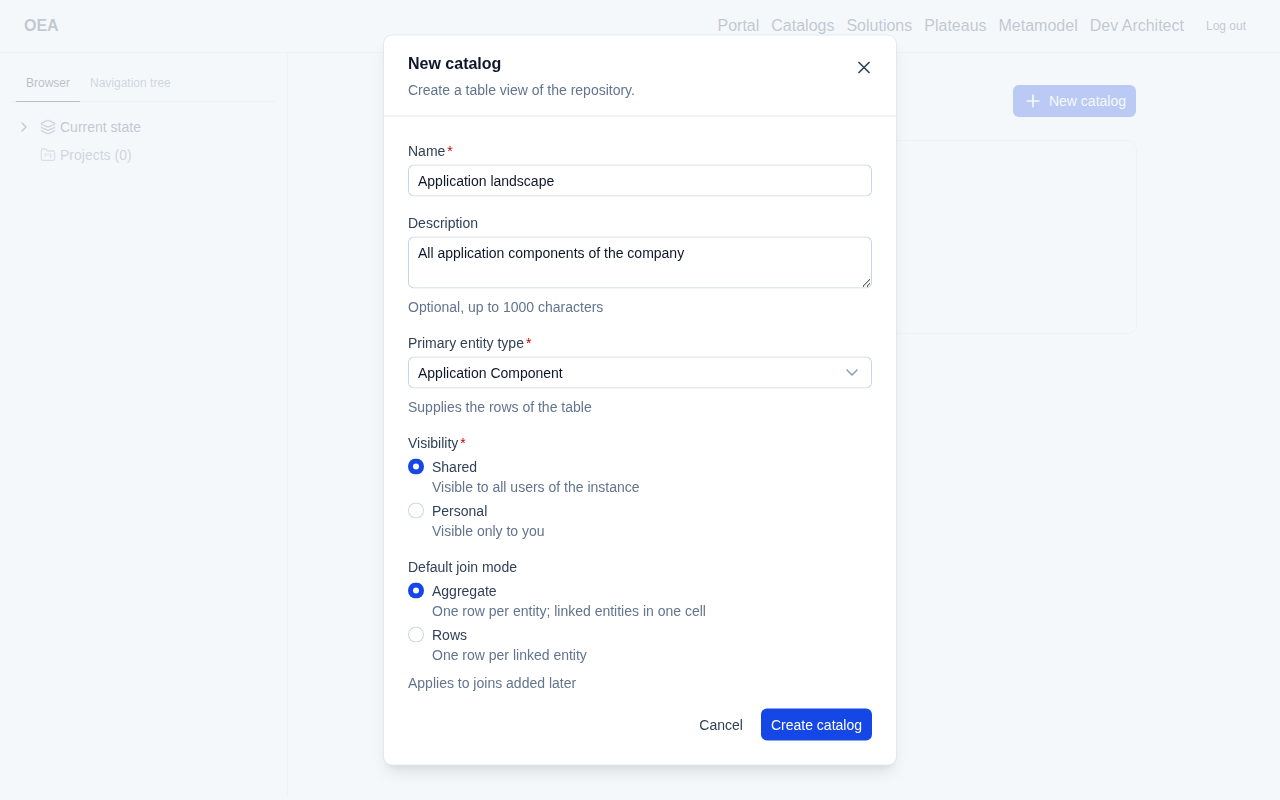 OEA
Portal Catalogs Solutions Plateaus Metamodel Dev Architect Log out
Browser Navigation tree
Current state
Projects (0)
New catalog
New catalog
Create a table view of the repository.
Name*
Application landscape
Description
All application components of the company
Optional, up to 1000 characters
Primary entity type*
Application Component
Supplies the rows of the table
Visibility*
Shared
Visible to all users of the instance
Personal
Visible only to you
Default join mode
Aggregate
One row per entity; linked entities in one cell
Rows
One row per linked entity
Applies to joins added later
Cancel Create catalog